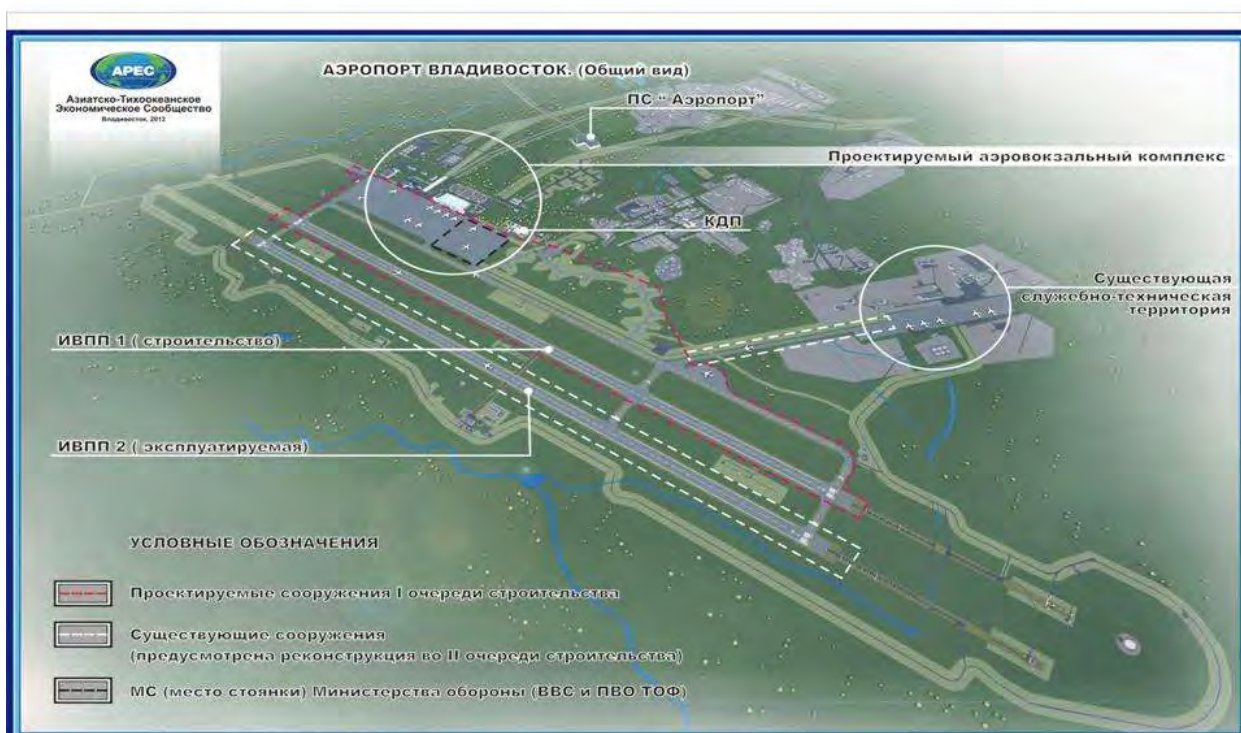 APEC
Азиатско-Тихоокеанское
Экономическое Сообщество
Владивосток, 2012
АЭРОПОРТ ВЛАДИВОСТОК. (Общий вид)
ПС “ Аэропорт”
Проектируемый аэровокзальный комплекс
КДП
Существующая
служебно-техническая
территория
ИВПП 1 ( строительство)
ИВПП 2 ( эксплуатируемая)
УСЛОВНЫЕ ОБОЗНАЧЕНИЯ
Проектируемые сооружения I очереди строительства
Существующие сооружения
(предусмотрена реконструкция во II очереди строительства)
МС (место стоянки) Министерства обороны (ВВС и ПВО ТОФ)